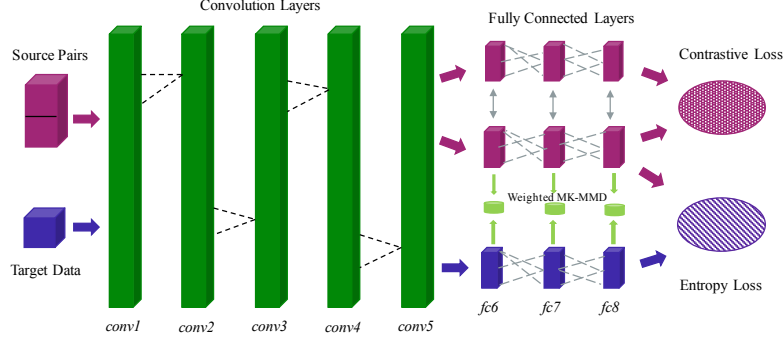 Convolution Layers
Fully Connected Layers
Source Pairs
Contrastive Loss
Weighted MK-MMD
Target Data
Entropy Loss
conv1 conv2 conv3 conv4 conv5 fc6 fc7 fc8